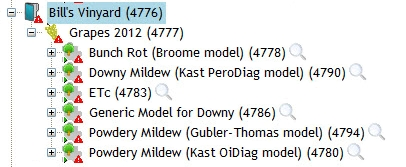 Bill's Vinyard (4776)
Grapes 2012 (4777)
Bunch Rot (Broome model) (4778)
Downy Mildew (Kast PeroDiag model) (4790)
ETc (4783)
Generic Model for Downy (4786)
Powdery Mildew (Gubler-Thomas model) (4794)
Powdery Mildew (Kast OiDiag model) (4780)